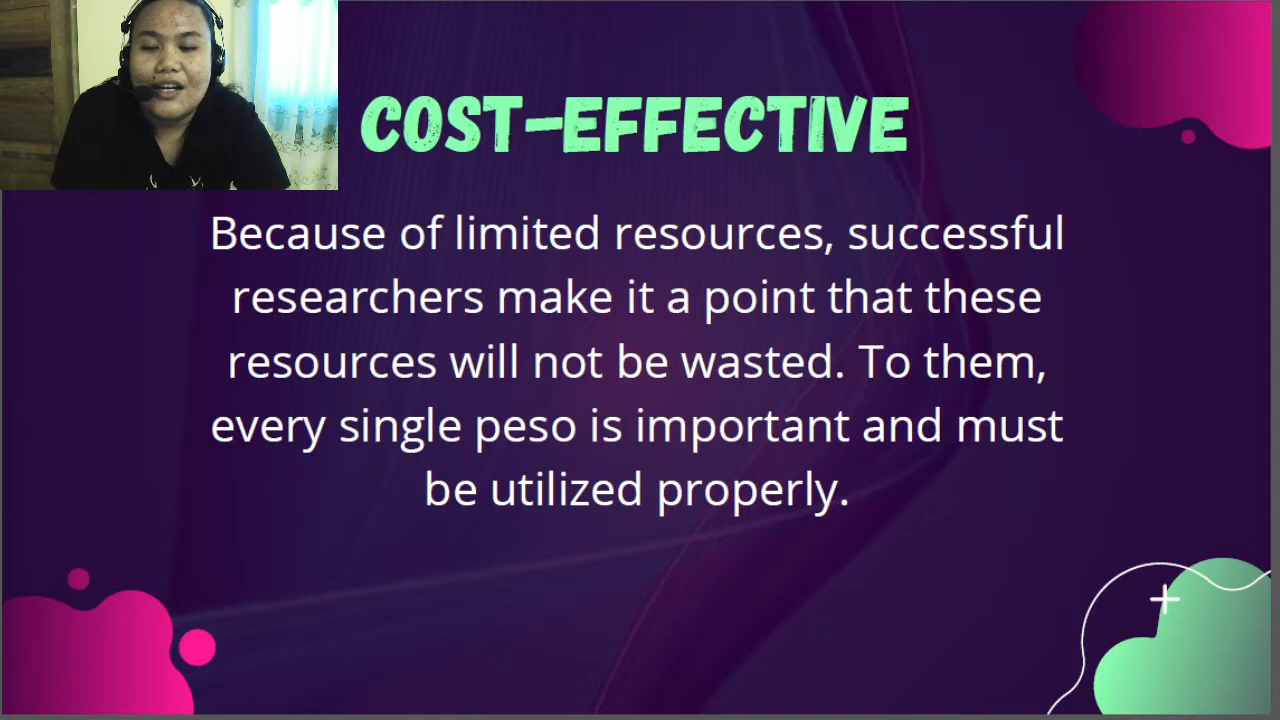 COST-EFFECTIVE
Because of limited resources, successful
researchers make it a point that these
resources will not be wasted. To them,
every single peso is important and must
be utilized properly.